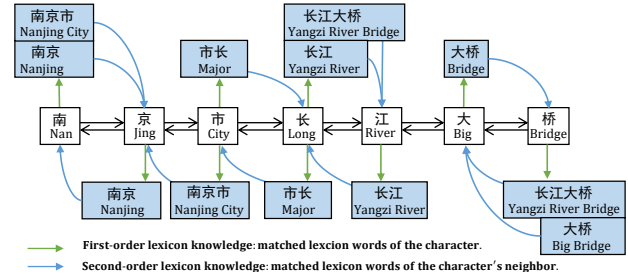 南京市
Nanjing City
南京
Nanjing
市长
Major
长江大桥
Yangzi River Bridge
长江
Yangzi River
大桥
Bridge
南
Nan
京
Jing
市
City
长
Long
江
River
大
Big
桥
Bridge
南京
Nanjing
南京市
Nanjing City
市长
Major
长江
Yangzi River
长江大桥
Yangzi River Bridge
大桥
Big Bridge
First-order lexicon knowledge: matched lexcion words of the character.
Second-order lexicon knowledge: matched lexicon words of the character's neighbor.